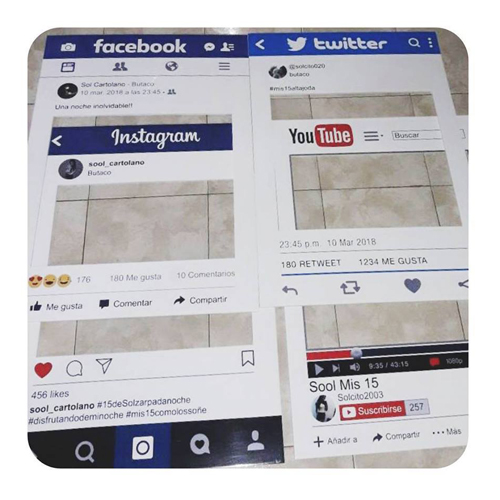 facebook
Sol Cartolano - Butacu
10 mar. 2018 a las 23:45 •
Una noche inolvidable!!
Instagram
sool_cartolano
Butaco
176 180 Me gusta 10 Comentarios
Me gusta Comentar Compartir
456 likes
sool_cartolano #15deSolzarpadanoche
#disfrutandodeminoche #mis15comolossoñe
twitter
@solcito020
butaco
#mis15altajoda
YouTube Buscar
23:45 p.m. 10 Mar 2018
180 RETWEET 1234 ME GUSTA
9:35 / 43:15 1080p
Sool Mis 15
Solcito2003
Suscribirse 257
Añadir a Compartir ••• Más